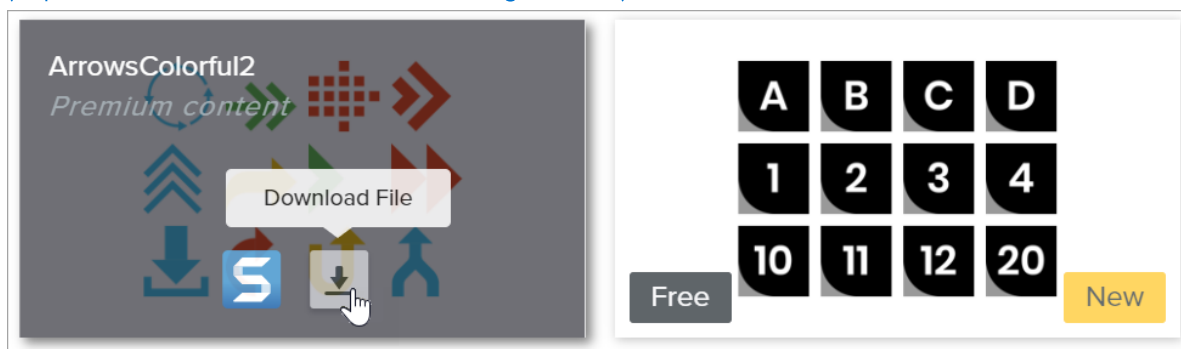 ArrowsColorful2
Premium content
Download File
S
A B C D
1 2 3 4
10 11 12 20
Free
New